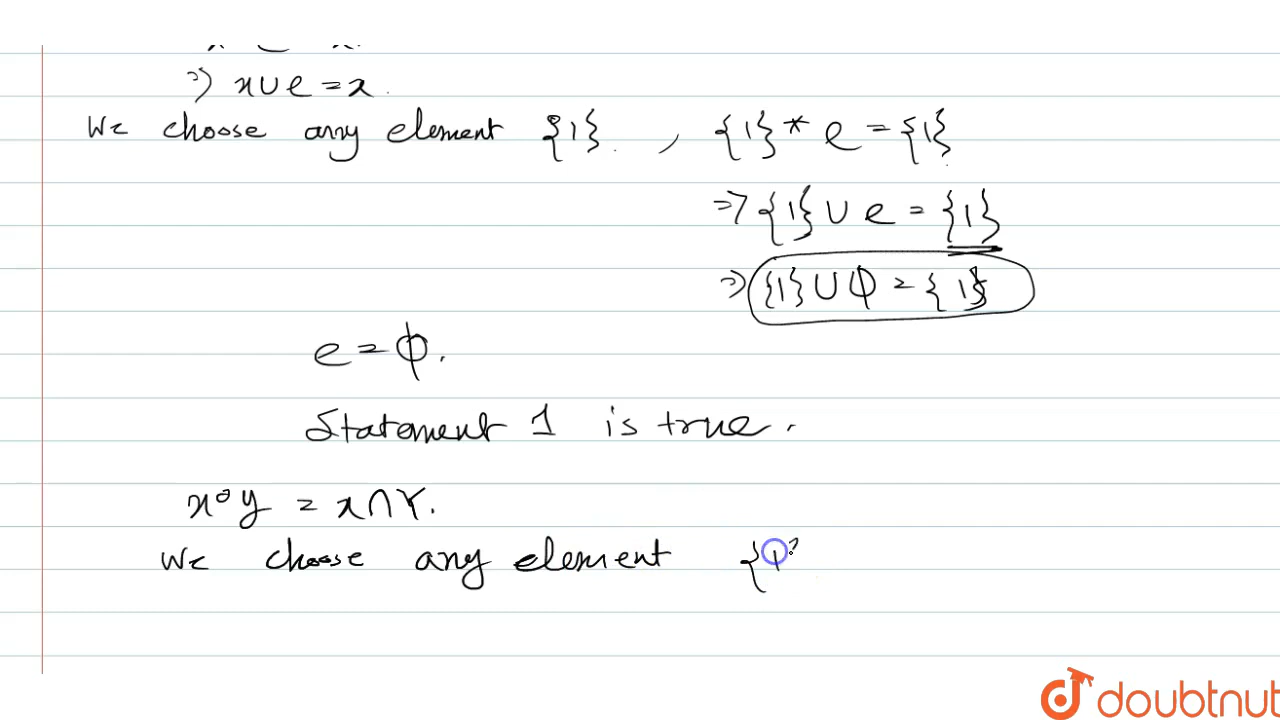 ⇒ x∪e = x.
We choose any element {1}. , {1} * e = {1}
⇒ {1} ∪ e = {1}
⇒ {1} ∪ ϕ = {1}
e = ϕ.
Statement 1 is true.
x∘y = x∩Y.
We choose any element {1}
doubtnut